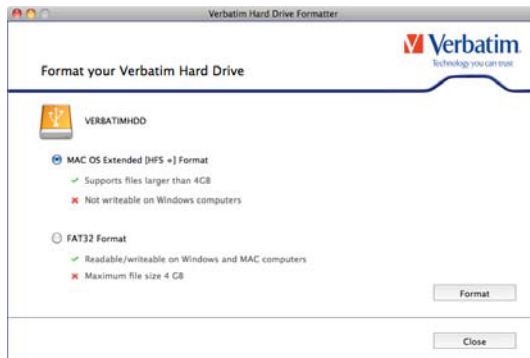 Verbatim Hard Drive Formatter
Verbatim.
Technology you can trust
Format your Verbatim Hard Drive
VERBATIMHDD
MAC OS Extended [HFS +] Format
Supports files larger than 4GB
Not writeable on Windows computers
FAT32 Format
Readable/writeable on Windows and MAC computers
Maximum file size 4 GB
Format
Close